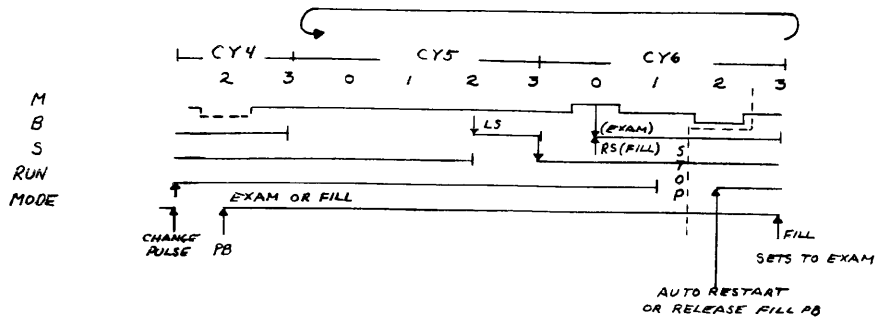 CY4 CY5 CY6
2 3 0 1 2 3 0 1 2 3
M
B LS (EXAM)
S RS (FILL) STOP
RUN
MODE EXAM OR FILL
CHANGE PULSE
PB
FILL
SETS TO EXAM
AUTO RESTART
OR RELEASE FILL PB